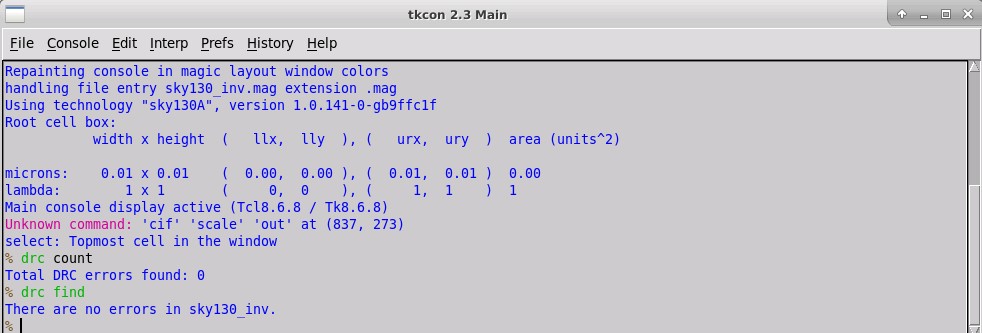 tkcon 2.3 Main
File Console Edit Interp Prefs History Help
Repainting console in magic layout window colors
handling file entry sky130_inv.mag extension .mag
Using technology "sky130A", version 1.0.141-0-gb9ffc1f
Root cell box:
width x height ( llx, lly ), ( urx, ury ) area (units^2)
microns: 0.01 x 0.01 ( 0.00, 0.00 ), ( 0.01, 0.01 ) 0.00
lambda: 1 x 1 ( 0, 0 ), ( 1, 1 ) 1
Main console display active (Tcl8.6.8 / Tk8.6.8)
Unknown command: 'cif' 'scale' 'out' at (837, 273)
select: Topmost cell in the window
% drc count
Total DRC errors found: 0
% drc find
There are no errors in sky130_inv.
%